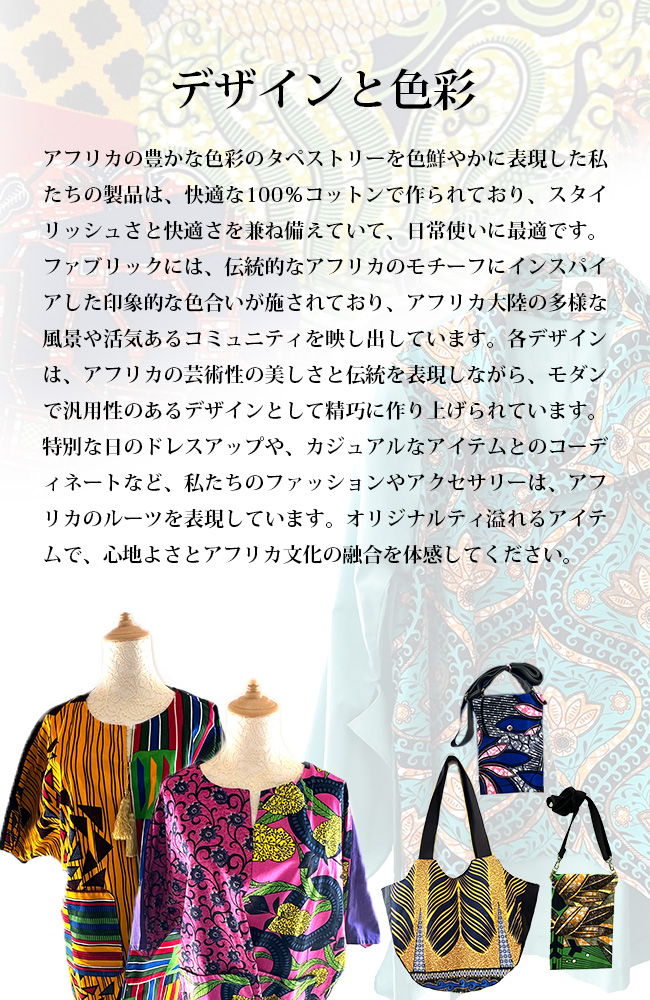 デザインと色彩
アフリカの豊かな色彩のタペストリーを色鮮やかに表現した私
たちの製品は、快適な100％コットンで作られており、スタイ
リッシュさと快適さを兼ね備えていて、日常使いに最適です。
ファブリックには、伝統的なアフリカのモチーフにインスパイ
アした印象的な色合いが施されており、アフリカ大陸の多様な
風景や活気あるコミュニティを映し出しています。各デザイン
は、アフリカの芸術性の美しさと伝統を表現しながら、モダン
で汎用性のあるデザインとして精巧に作り上げられています。
特別な日のドレスアップや、カジュアルなアイテムとのコーデ
ィネートなど、私たちのファッションやアクセサリーは、アフ
リカのルーツを表現しています。オリジナルティ溢れるアイテ
ムで、心地よさとアフリカ文化の融合を体感してください。